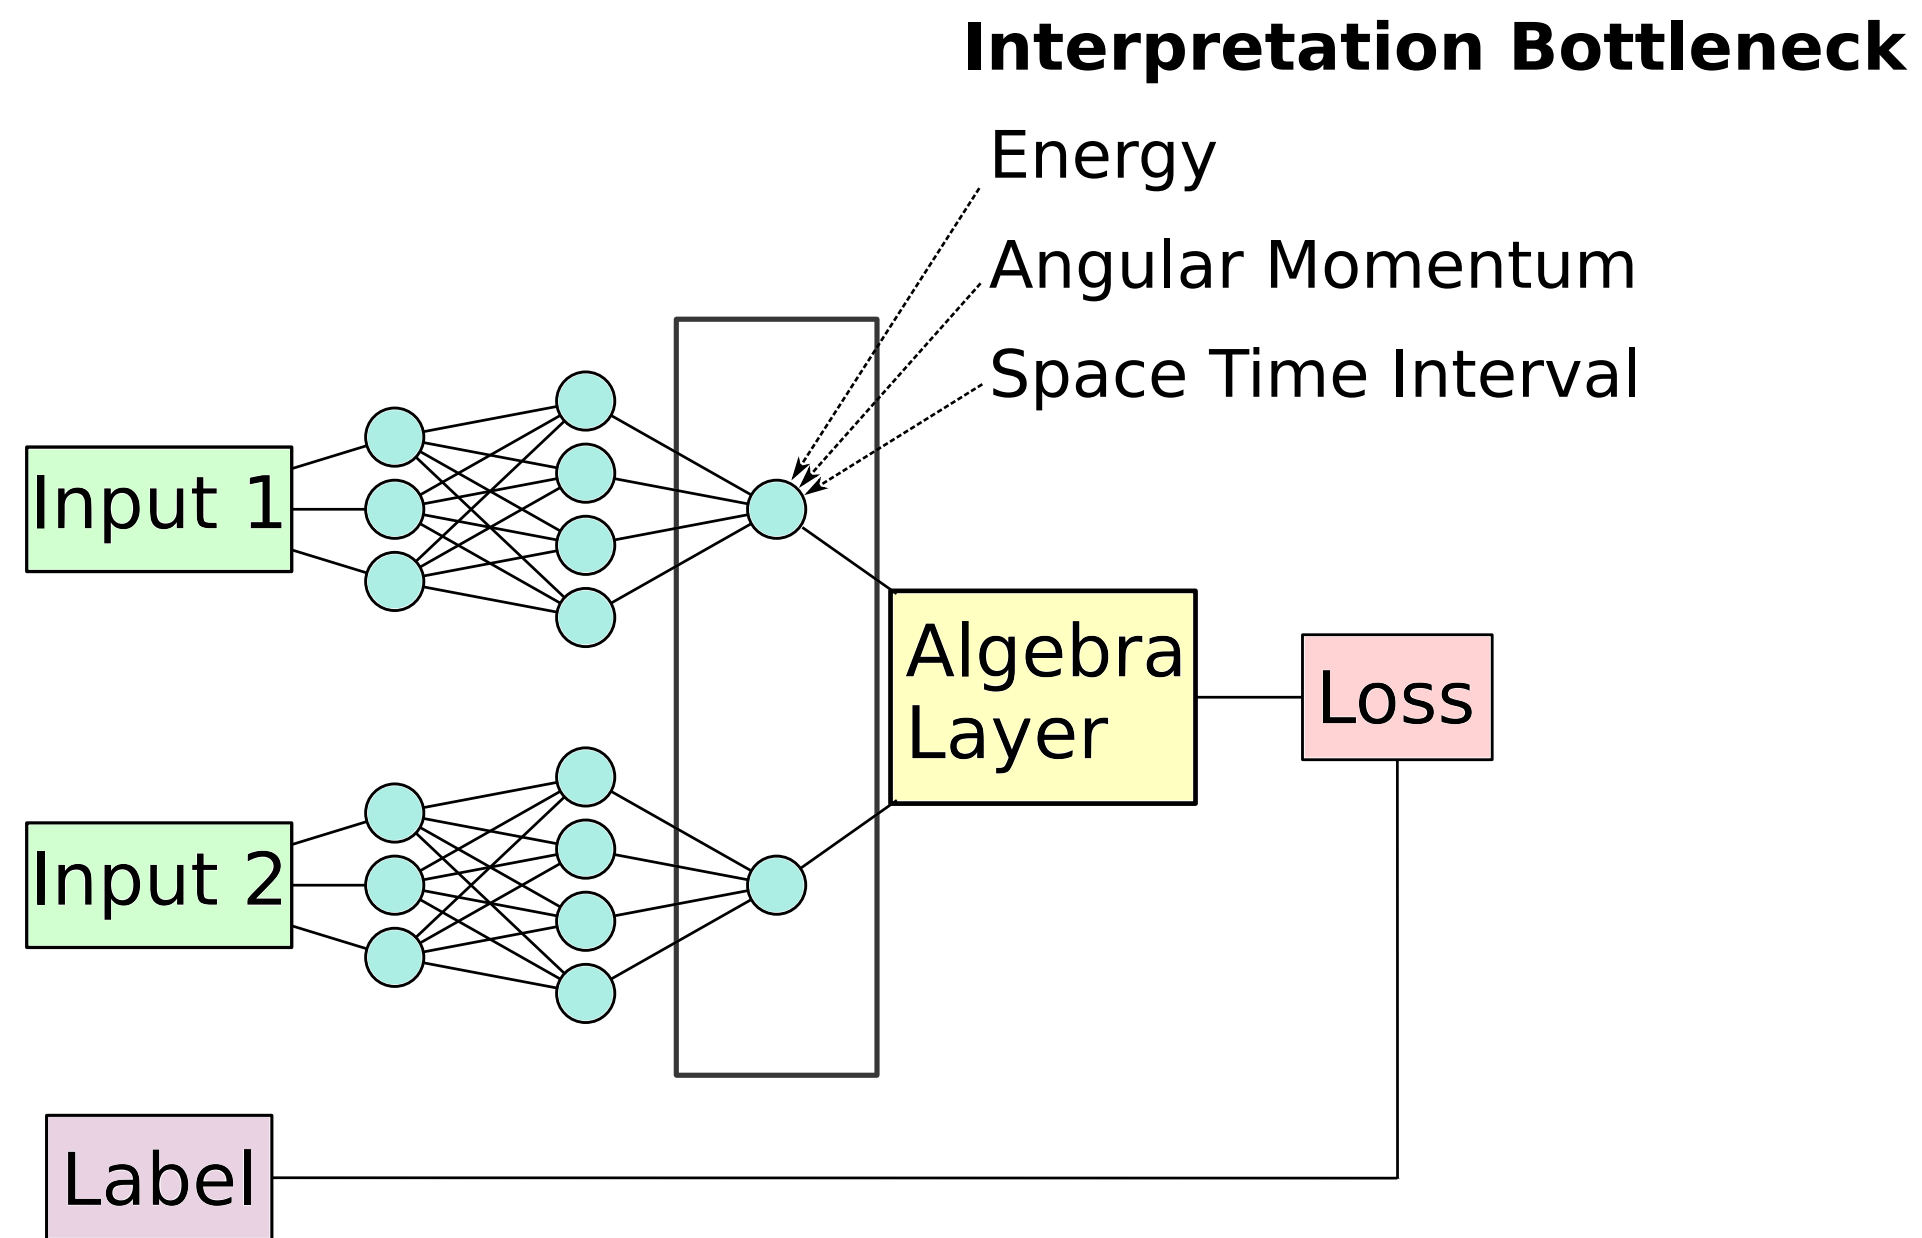 Interpretation Bottleneck
Energy
Angular Momentum
Space Time Interval
Input 1
Algebra
Layer
Loss
Input 2
Label